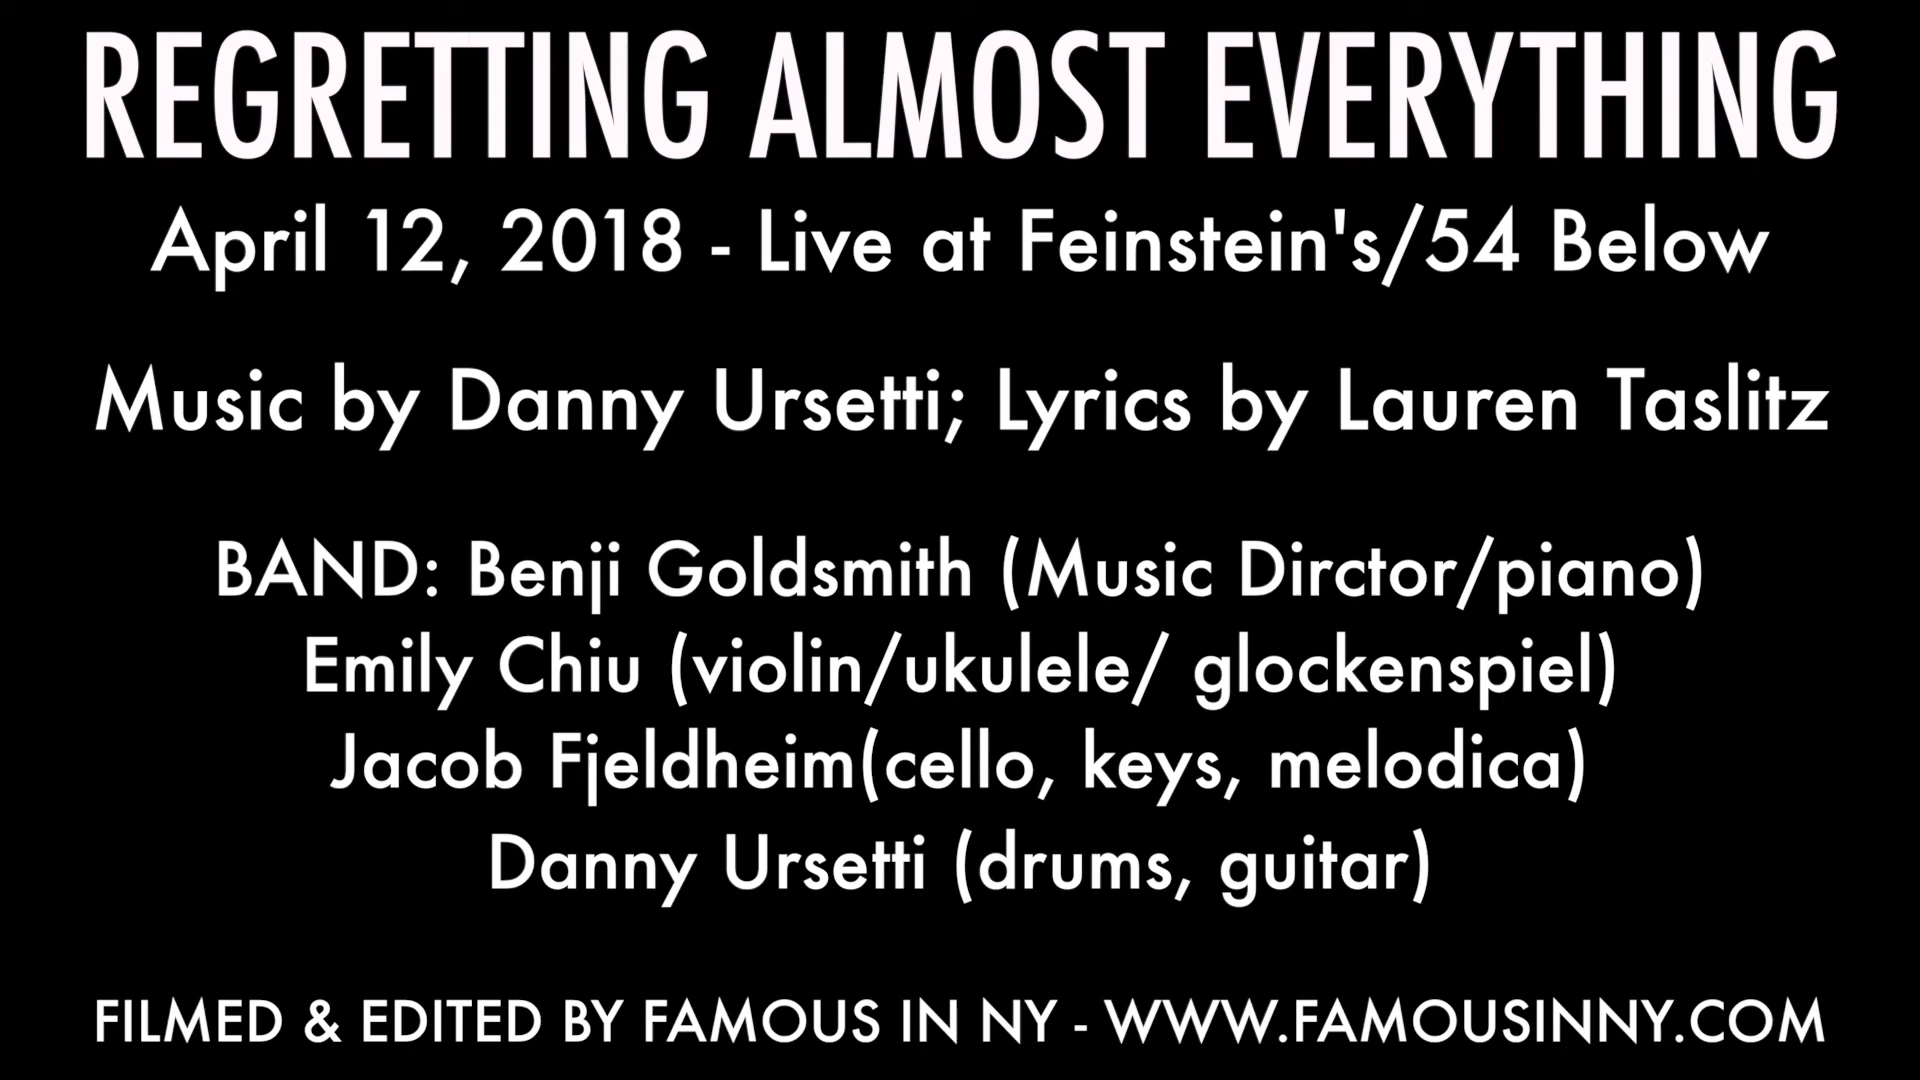 REGRETTING ALMOST EVERYTHING
April 12, 2018 - Live at Feinstein's/54 Below
Music by Danny Ursetti; Lyrics by Lauren Taslitz
BAND: Benji Goldsmith (Music Dirctor/piano)
Emily Chiu (violin/ukulele/ glockenspiel)
Jacob Fjeldheim(cello, keys, melodica)
Danny Ursetti (drums, guitar)
FILMED & EDITED BY FAMOUS IN NY - WWW.FAMOUSINNY.COM